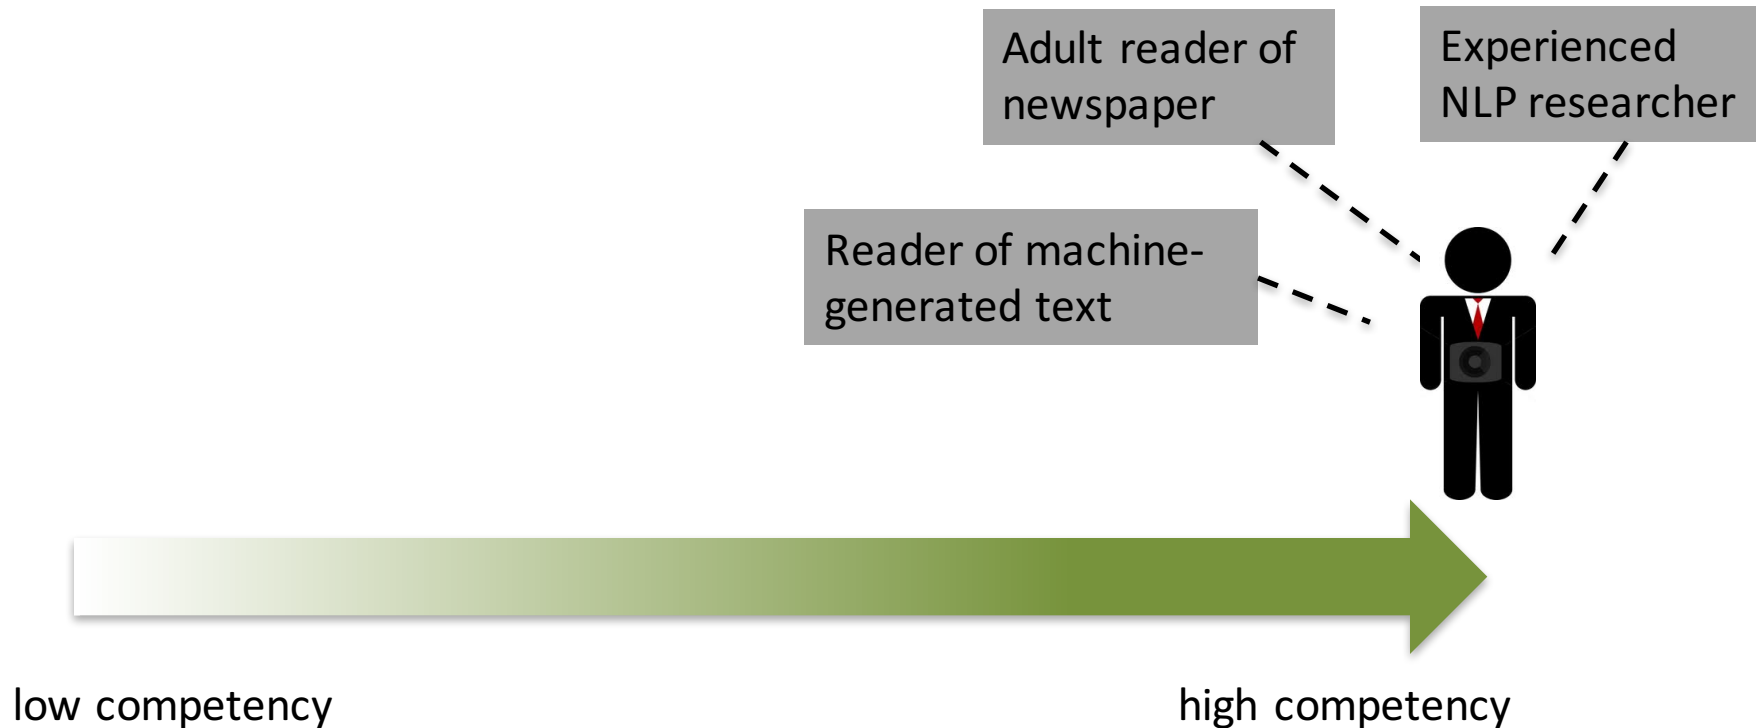 Adult reader of
newspaper
Experienced
NLP researcher
Reader of machine-
generated text
low competency
high competency